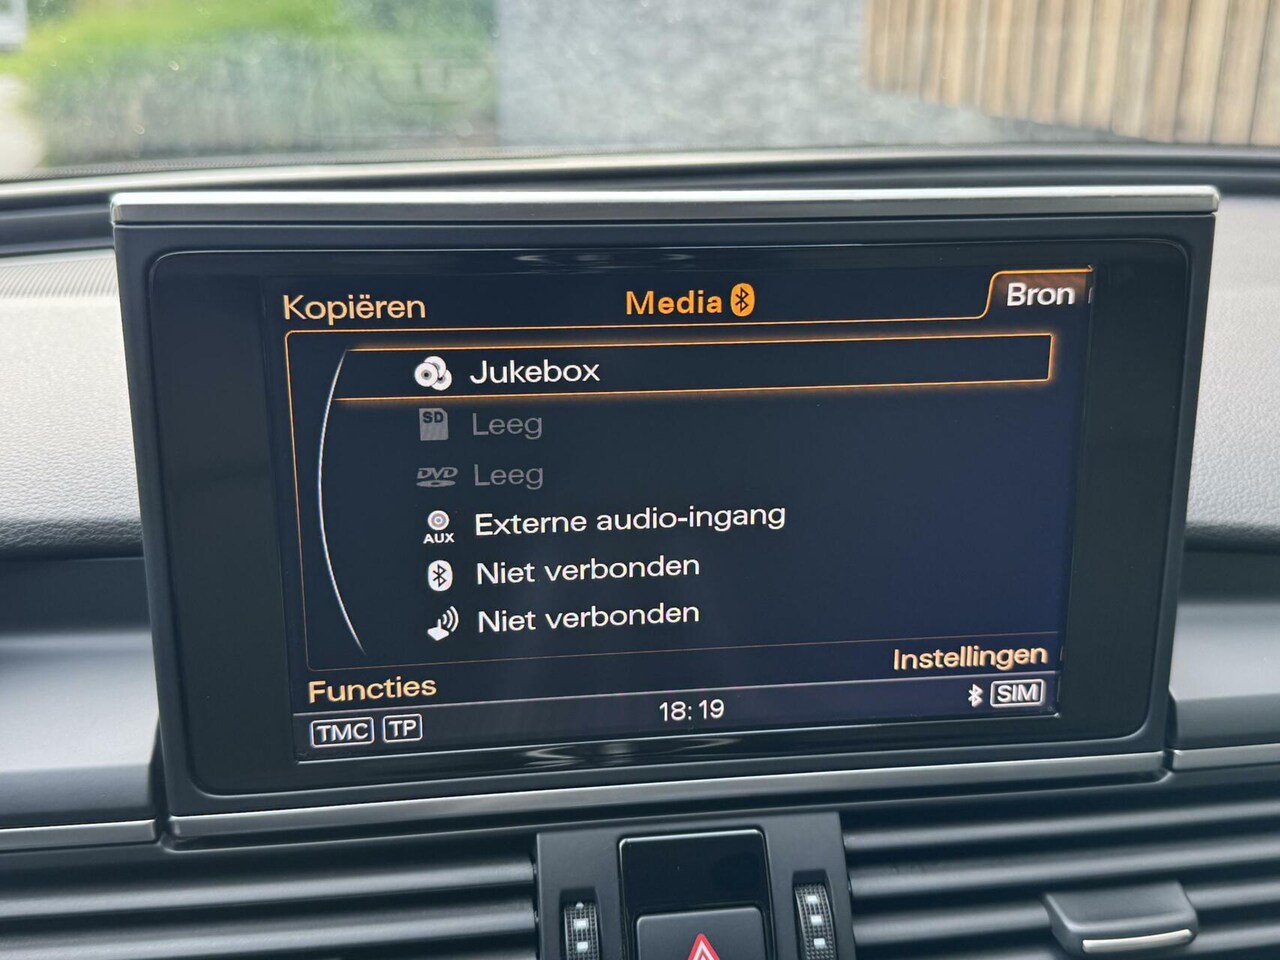 Kopiëren Media Bron
Jukebox
SD Leeg
DVD Leeg
AUX Externe audio-ingang
Niet verbonden
Niet verbonden
Functies Instellingen
TMC TP 18:19 SIM